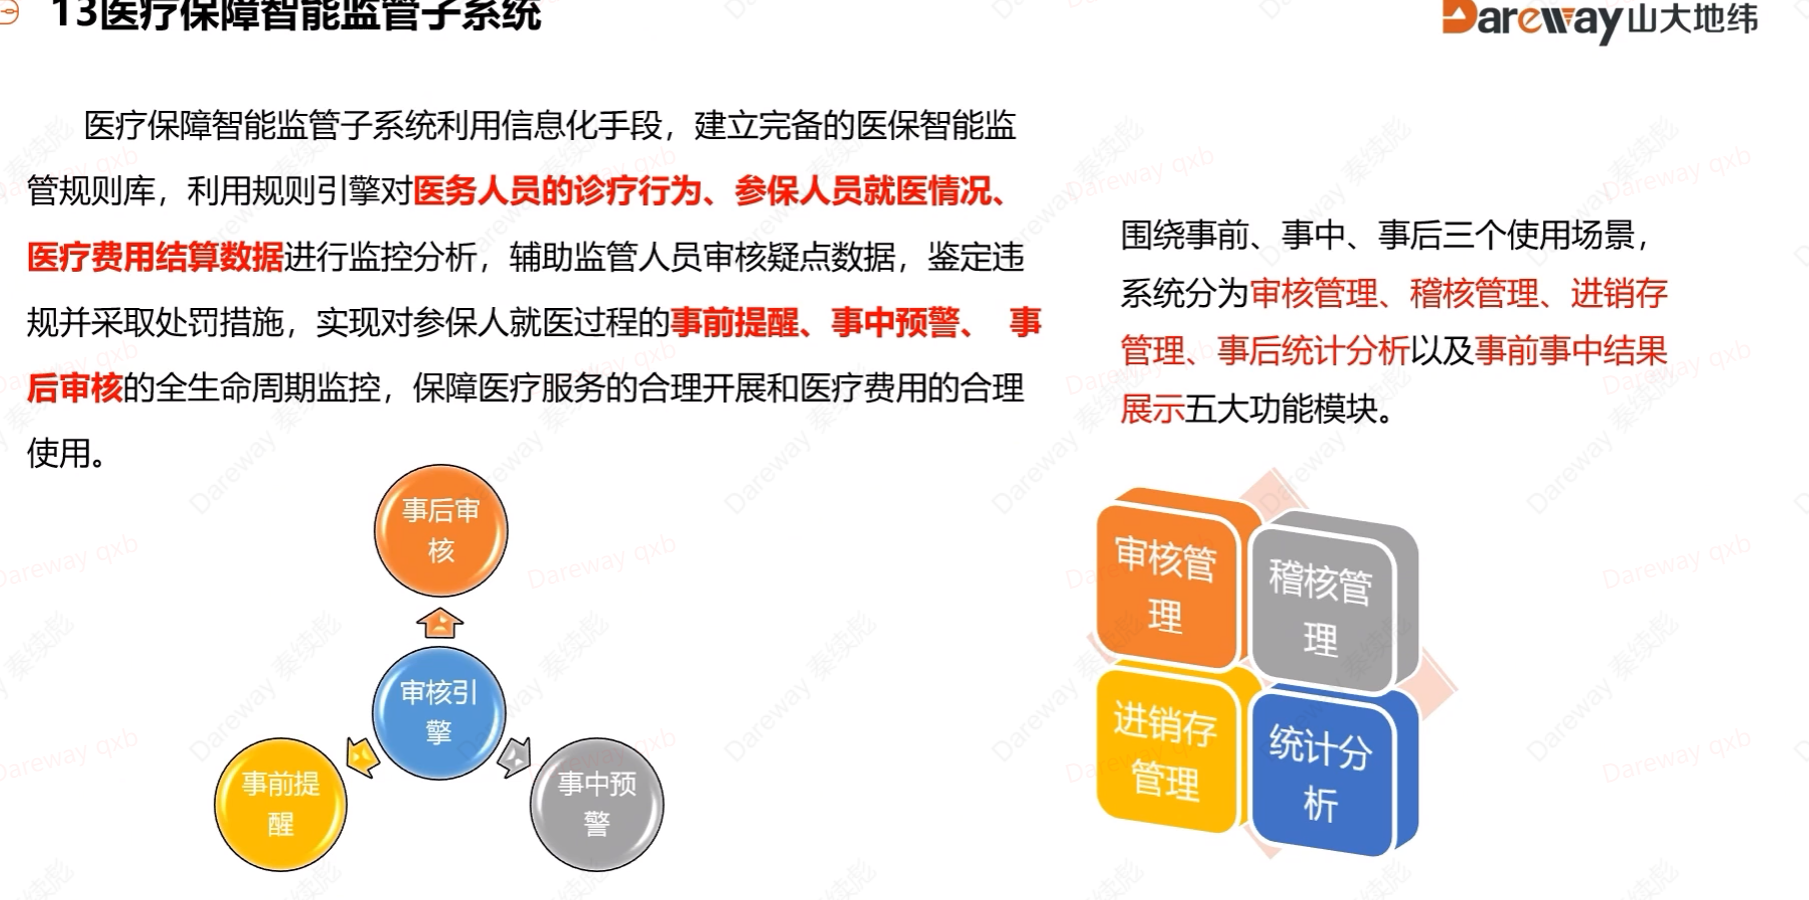 13医疗保障智能监管子系统
Dareway山大地纬
医疗保障智能监管子系统利用信息化手段，建立完备的医保智能监
管规则库，利用规则引擎对医务人员的诊疗行为、参保人员就医情况、
医疗费用结算数据进行监控分析，辅助监管人员审核疑点数据，鉴定违
规并采取处罚措施，实现对参保人就医过程的事前提醒、事中预警、 事
后审核的全生命周期监控，保障医疗服务的合理开展和医疗费用的合理
使用。
围绕事前、事中、事后三个使用场景，
系统分为审核管理、稽核管理、进销存
管理、事后统计分析以及事前事中结果
展示五大功能模块。
事后审
核
审核引
擎
事前提
醒
事中预
警
审核管
理
稽核管
理
进销存
管理
统计分
析
Dareway 秦续彪
Dareway qxb